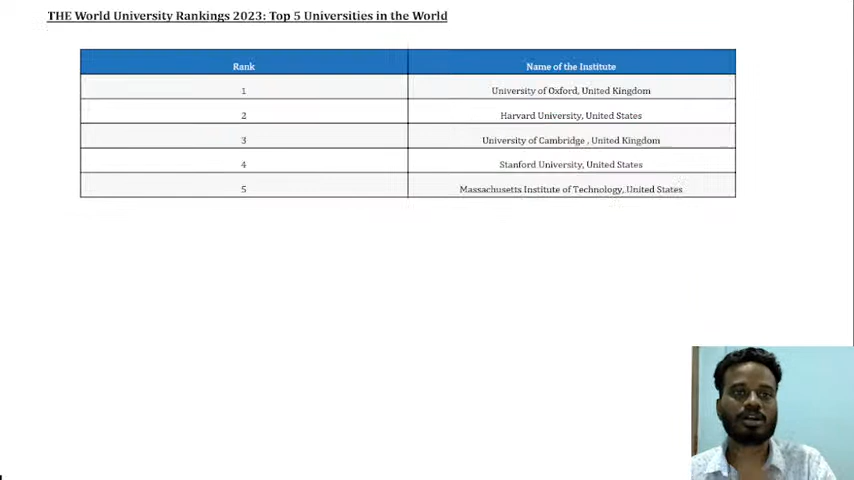 THE World University Rankings 2023: Top 5 Universities in the World
Rank Name of the Institute
1 University of Oxford, United Kingdom
2 Harvard University, United States
3 University of Cambridge , United Kingdom
4 Stanford University, United States
5 Massachusetts Institute of Technology, United States